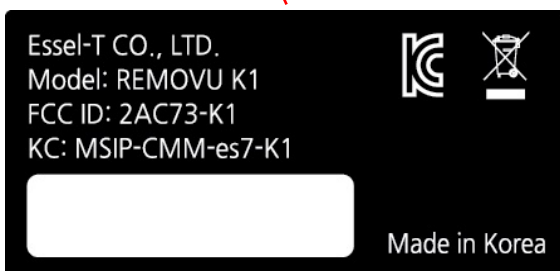 Essel-T CO., LTD.
Model: REMOVU K1
FCC ID: 2AC73-K1
KC: MSIP-CMM-es7-K1
Made in Korea